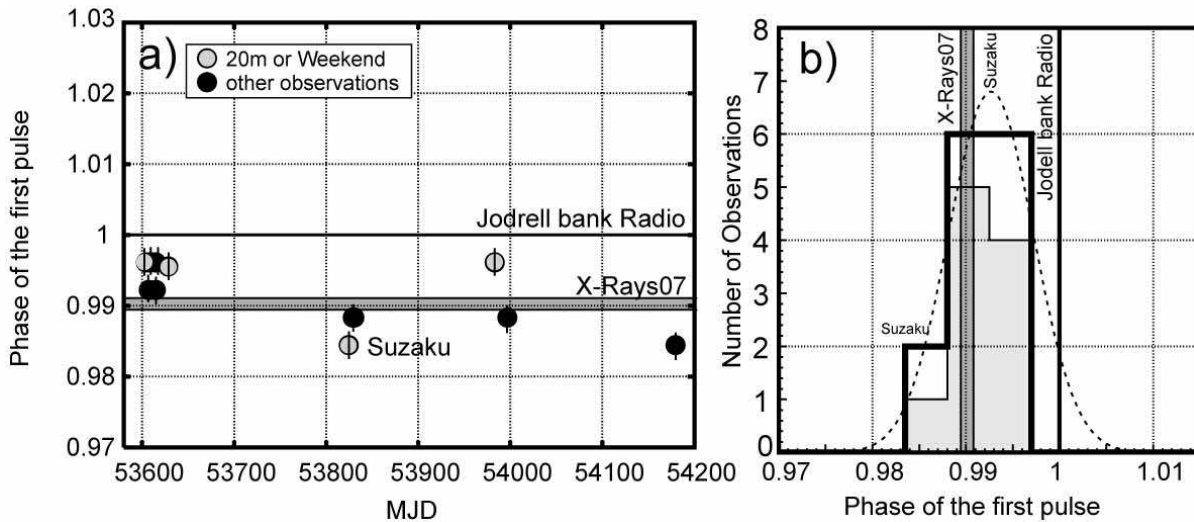 a)
20m or Weekend
other observations
1.03
1.02
1.01
1
0.99
0.98
0.97
Phase of the first pulse
Jodrell bank Radio
X-Rays07
Suzaku
53600
53700
53800
53900
54000
54100
54200
MJD
b)
8
7
6
5
4
3
2
1
0
Number of Observations
X-Rays07
Suzaku
Jodell bank Radio
Suzaku
0.97
0.98
0.99
1
1.01
Phase of the first pulse